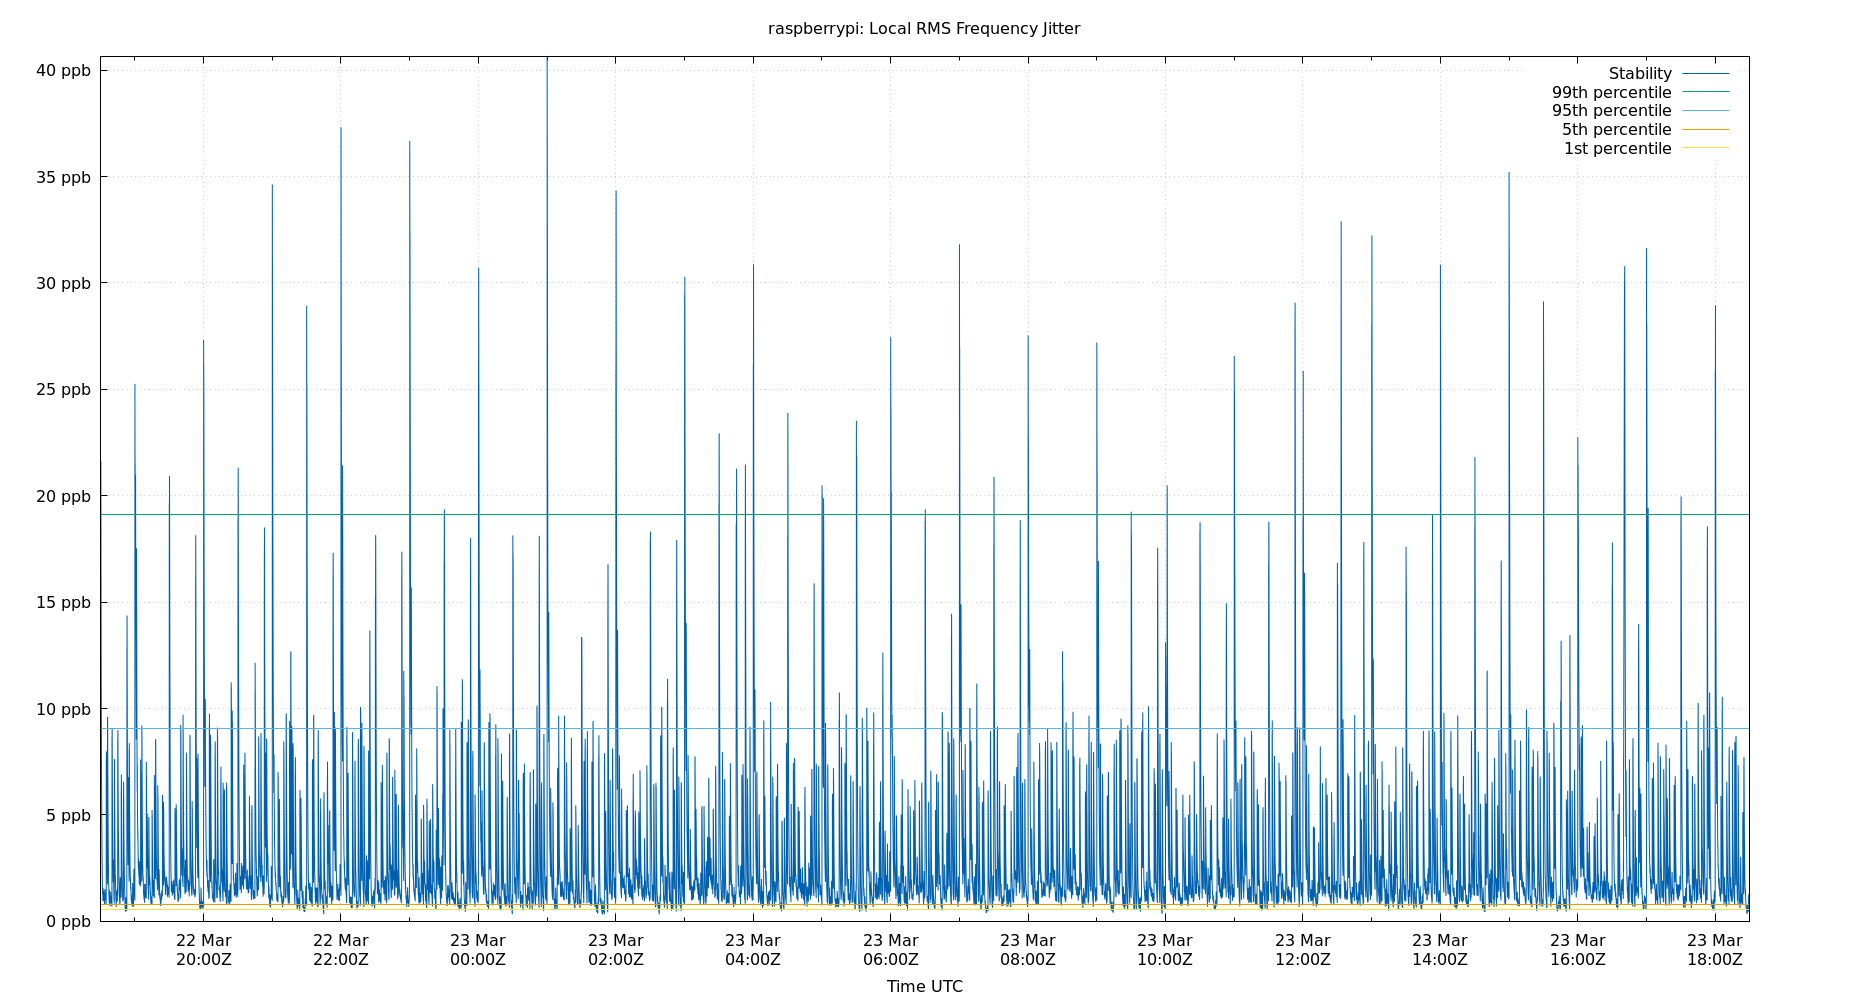 raspberrypi: Local RMS Frequency Jitter
40 ppb
35 ppb
30 ppb
25 ppb
20 ppb
15 ppb
10 ppb
5 ppb
0 ppb
Stability
99th percentile
95th percentile
5th percentile
1st percentile
22 Mar 22 Mar 23 Mar 23 Mar 23 Mar 23 Mar 23 Mar 23 Mar 23 Mar 23 Mar 23 Mar 23 Mar
20:00Z 22:00Z 00:00Z 02:00Z 04:00Z 06:00Z 08:00Z 10:00Z 12:00Z 14:00Z 16:00Z 18:00Z
Time UTC